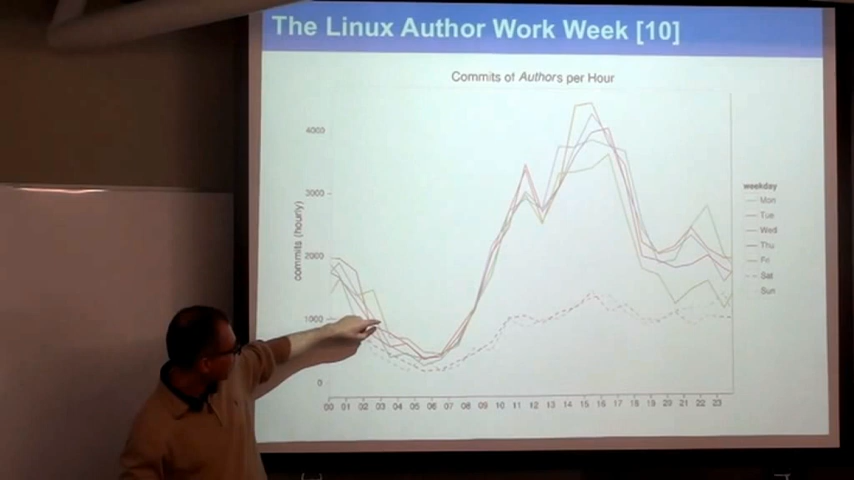 The Linux Author Work Week [10]
Commits of Authors per Hour
4000
3000
2000
1000
0
commits (hourly)
00 01 02 03 04 05 06 07 08 09 10 11 12 13 14 15 16 17 18 19 20 21 22 23
weekday
Mon
Tue
Wed
Thu
Fri
Sat
Sun